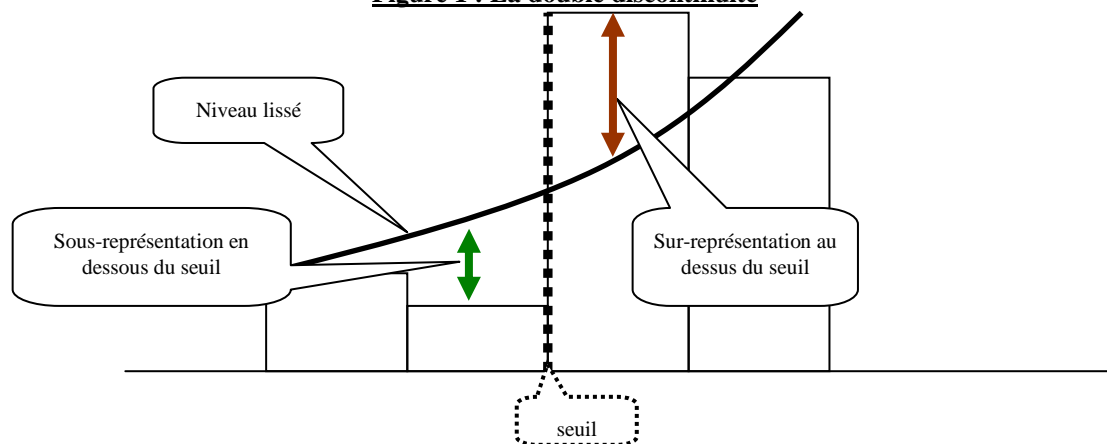 Figure 1 : La double discontinuité
Niveau lissé
Sous-représentation en
dessous du seuil
Sur-représentation au
dessus du seuil
seuil